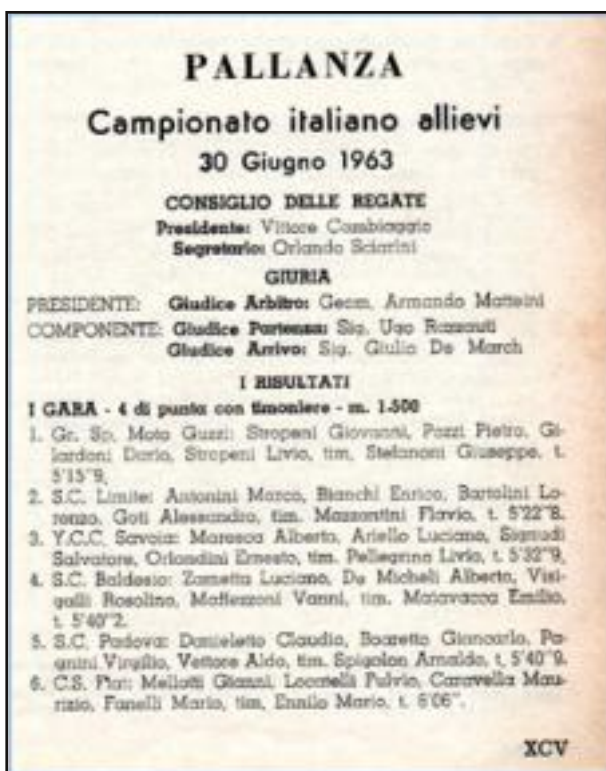 PALLANZA
Campionato italiano allievi
30 Giugno 1963
CONSIGLIO DELLE REGATE
Presidente: Vittore Cambiaggio
Segretario: Orlando Sciarini
GIURIA
PRESIDENTE: Giudice Arbitro: Geom. Armando Matteini
COMPONENTE: Giudice Partenza: Sig. Ugo
Giudice Arrivo: Sig. Giulio De March
I RISULTATI
I GARA - 4 di punta con timoniere - m. 1.500
1. Gr. Sp. Moto Guzzi: Stropeni Giovanni, Pozzi Pietro, Gi-
lardoni Dario, Stropeni Livio, tim. Stefanoni Giuseppe, t.
5'15"9.
2. S.C. Limite: Antonini Marco, Bianchi Enrico, Bartolini Lo-
renzo, Goti Alessandro, tim. Mazzantini Flavio, t. 5'22"8.
3. Y.C.C. Savoia: Maresca Alberto, Ariello Luciano,
Salvatore, Orlandini Ernesto, tim. Pellegrino Livio, t. 5'32"9.
4. S.C. Baldesio: Zametta Luciano, De Micheli Alberto, Visi-
galli Rosolino, Maffezzoni Vanni, tim. Malavacca Emilio,
t. 5'40"2.
5. S.C. Padova: Danieletto Claudio, Boaretto Giancarlo, Pa-
gnini Virgilio, Vettore Aldo, tim. Spigolon Arnaldo, t. 5'40"9.
6. C.S. Fiat: Mellatti Gianni, Locatelli Fulvio, Caravella Mau-
rizio, Fanelli Mario, tim. Ennilo Mario, t. 6'06".
XCV